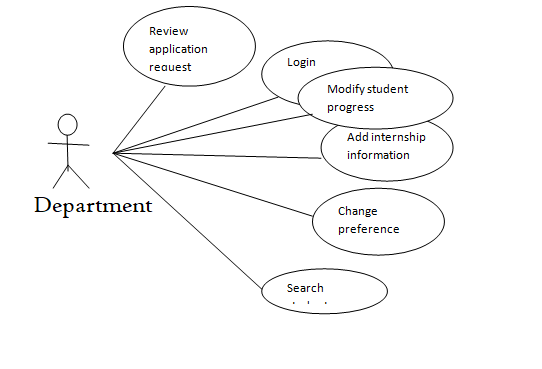 Review
application
request
Login
Modify student
progress
Add internship
information
Department
Change
preference
Search